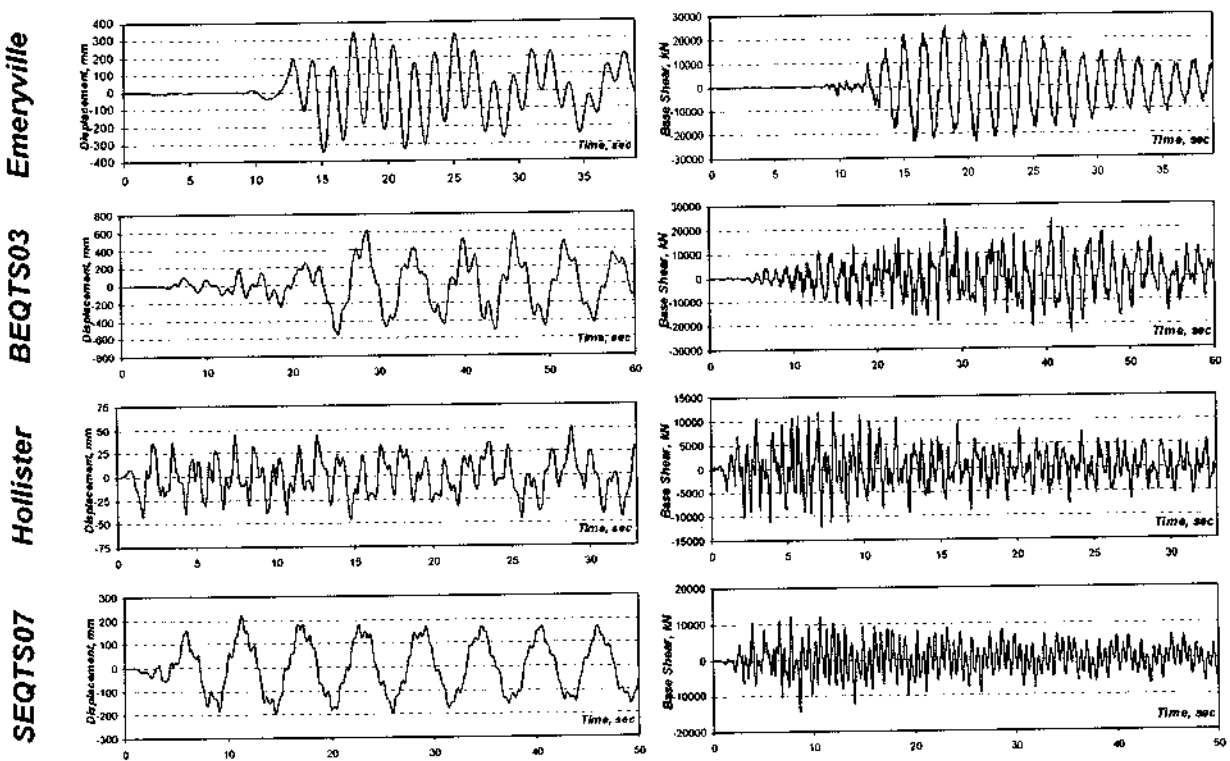 Emeryville
Displacement, mm
400
300
200
100
0
-100
-200
-300
-400
0 5 10 15 20 25 30 35
Time, sec
Base Shear, kN
30000
20000
10000
0
-10000
-20000
-30000
0 5 10 15 20 25 30 35
Time, sec
BEQTS03
Displacement, mm
800
600
400
200
0
-200
-400
-600
-800
0 10 20 30 40 50 60
Time, sec
Base Shear, kN
30000
20000
10000
0
-10000
-20000
-30000
0 10 20 30 40 50 60
Time, sec
Hollister
Displacement, mm
75
50
25
0
-25
-50
-75
0 5 10 15 20 25 30
Time, sec
Base Shear, kN
15000
10000
5000
0
-5000
-10000
-15000
0 5 10 15 20 25 30
Time, sec
SEQTS07
Displacement, mm
300
200
100
0
-100
-200
-300
0 10 20 30 40 50
Time, sec
Base Shear, kN
20000
10000
0
-10000
-20000
0 10 20 30 40 50
Time, sec